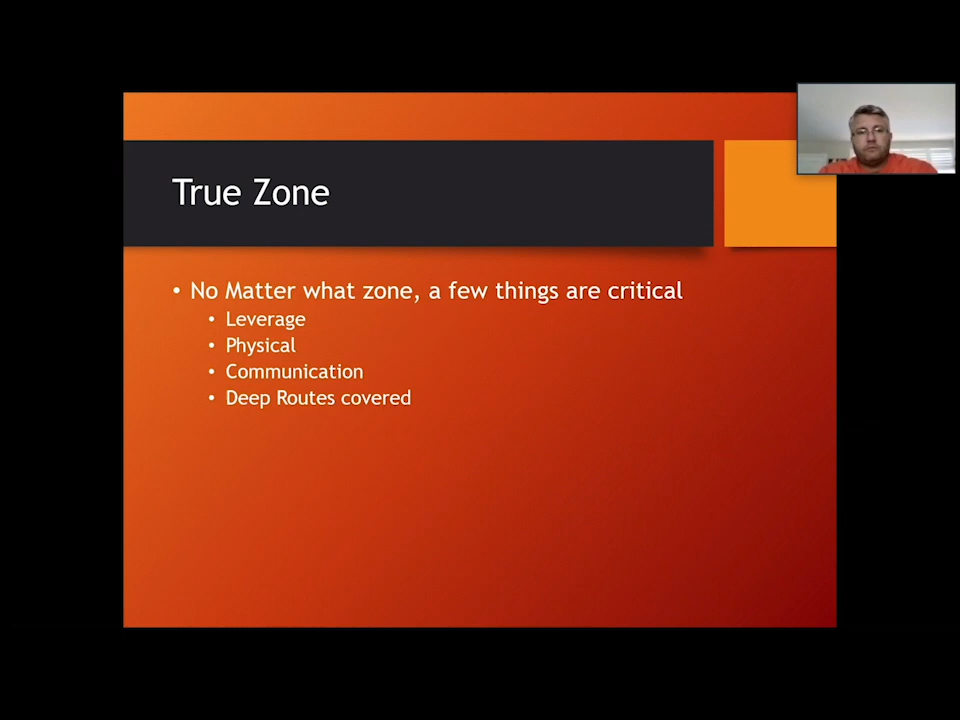 True Zone
• No Matter what zone, a few things are critical
• Leverage
• Physical
• Communication
• Deep Routes covered